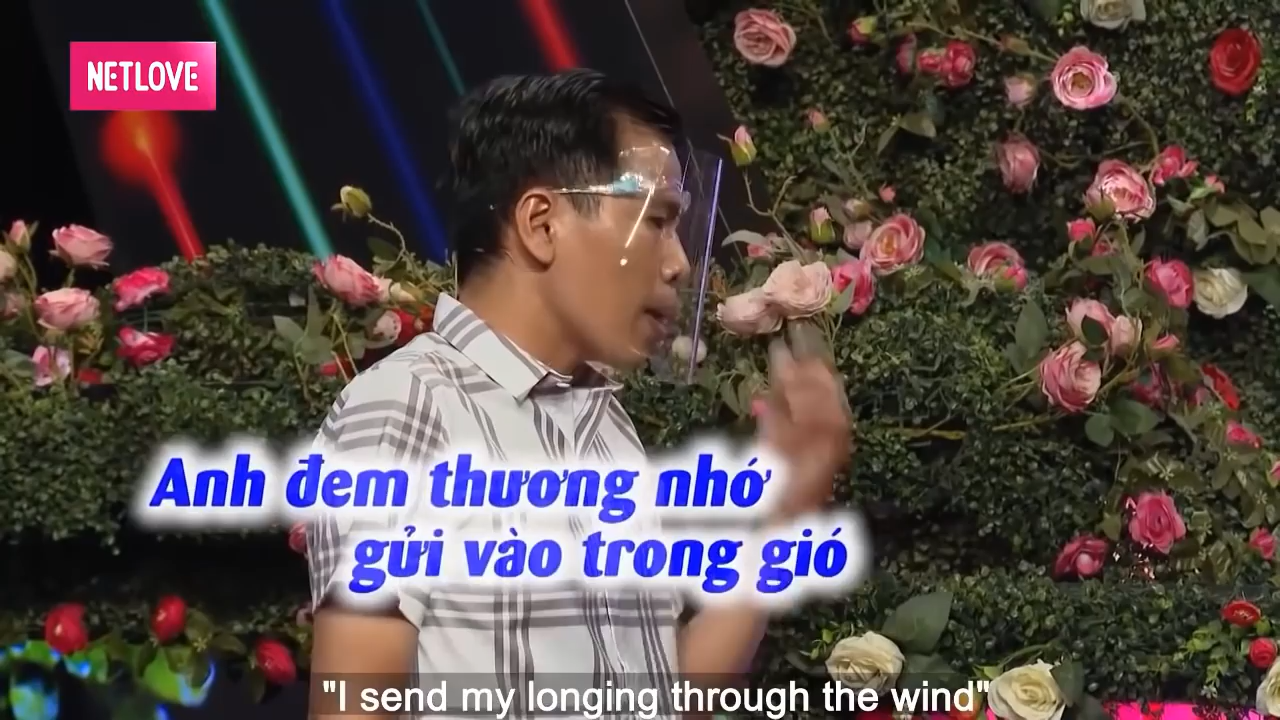 NETLOVE
Anh đem thương nhớ
gửi vào trong gió
"I send my longing through the wind"